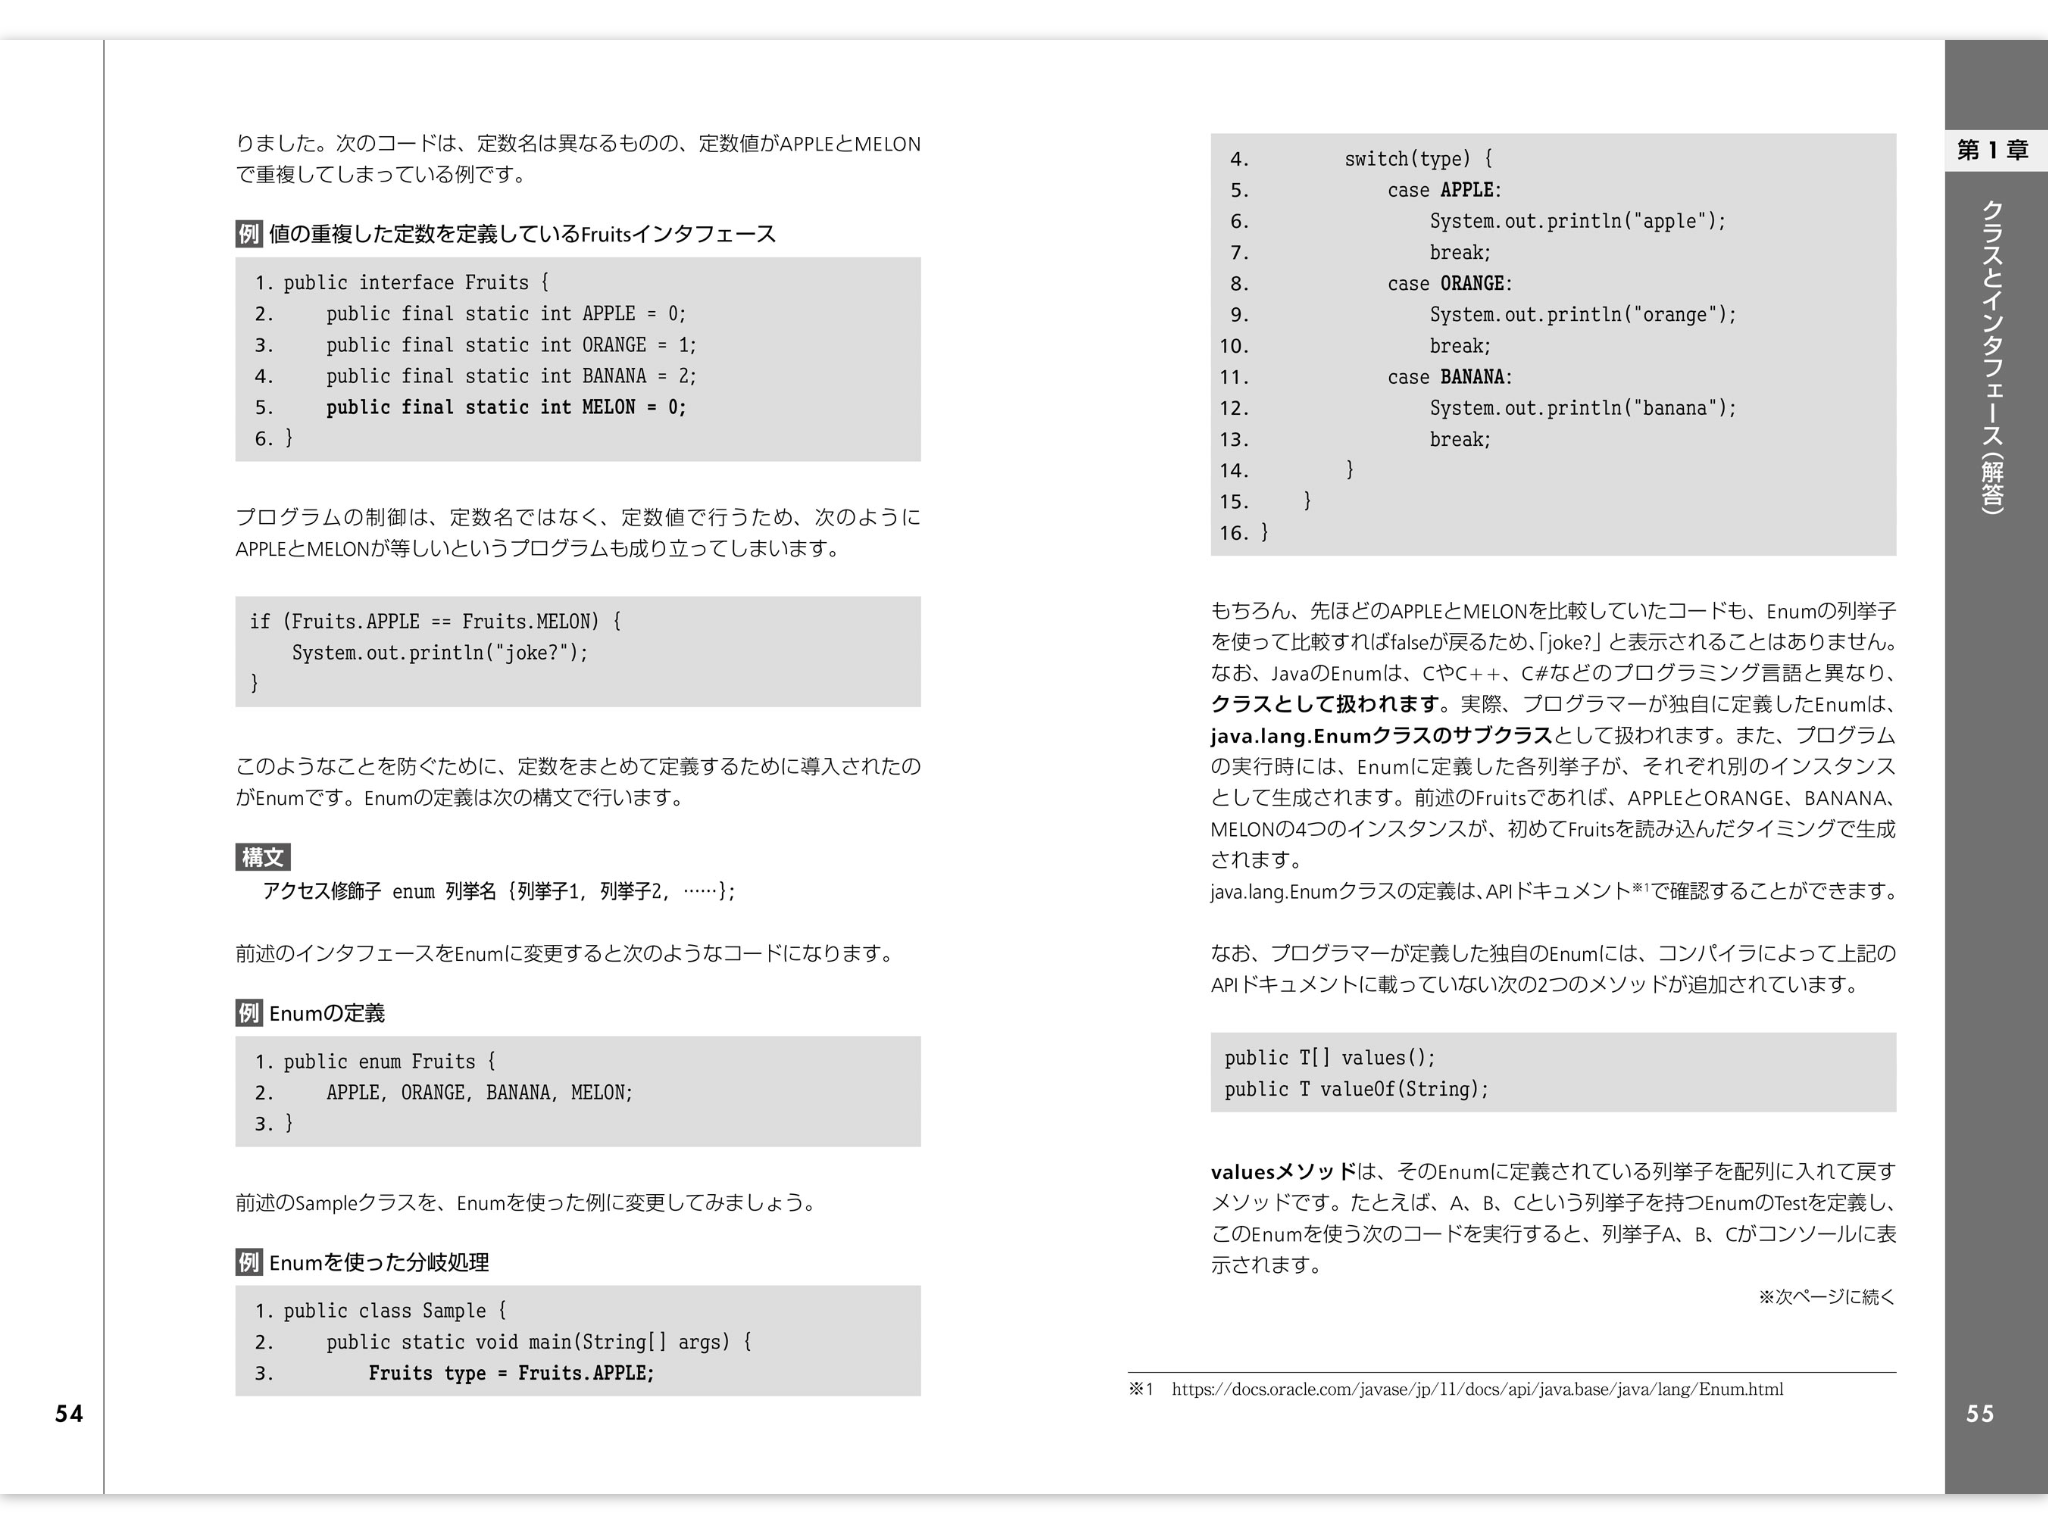 りました。次のコードは、定数名は異なるものの、定数値がAPPLEとMELON
で重複してしまっている例です。
例 値の重複した定数を定義しているFruitsインタフェース
1. public interface Fruits {
2.     public final static int APPLE = 0;
3.     public final static int ORANGE = 1;
4.     public final static int BANANA = 2;
5.     public final static int MELON = 0;
6. }
プログラムの制御は、定数名ではなく、定数値で行うため、次のように
APPLEとMELONが等しいというプログラムも成り立ってしまいます。
if (Fruits.APPLE == Fruits.MELON) {
    System.out.println("joke?");
}
このようなことを防ぐために、定数をまとめて定義するために導入されたの
がEnumです。Enumの定義は次の構文で行います。
構文
アクセス修飾子 enum 列挙名 {列挙子1, 列挙子2, ……};
前述のインタフェースをEnumに変更すると次のようなコードになります。
例 Enumの定義
1. public enum Fruits {
2.     APPLE, ORANGE, BANANA, MELON;
3. }
前述のSampleクラスを、Enumを使った例に変更してみましょう。
例 Enumを使った分岐処理
1. public class Sample {
2.     public static void main(String[] args) {
3.         Fruits type = Fruits.APPLE;
54
4.         switch(type) {
5.             case APPLE:
6.                 System.out.println("apple");
7.                 break;
8.             case ORANGE:
9.                 System.out.println("orange");
10.                 break;
11.             case BANANA:
12.                 System.out.println("banana");
13.                 break;
14.         }
15.     }
16. }
もちろん、先ほどのAPPLEとMELONを比較していたコードも、Enumの列挙子
を使って比較すればfalseが戻るため、「joke?」と表示されることはありません。
なお、JavaのEnumは、CやC++、C#などのプログラミング言語と異なり、
クラスとして扱われます。実際、プログラマーが独自に定義したEnumは、
java.lang.Enumクラスのサブクラスとして扱われます。また、プログラム
の実行時には、Enumに定義した各列挙子が、それぞれ別のインスタンス
として生成されます。前述のFruitsであれば、APPLEとORANGE、BANANA、
MELONの4つのインスタンスが、初めてFruitsを読み込んだタイミングで生成
されます。
java.lang.Enumクラスの定義は、APIドキュメント※1で確認することができます。
なお、プログラマーが定義した独自のEnumには、コンパイラによって上記の
APIドキュメントに載っていない次の2つのメソッドが追加されています。
public T[] values();
public T valueOf(String);
valuesメソッドは、そのEnumに定義されている列挙子を配列に入れて戻す
メソッドです。たとえば、A、B、Cという列挙子を持つEnumのTestを定義し、
このEnumを使う次のコードを実行すると、列挙子A、B、Cがコンソールに表
示されます。
※次ページに続く
※1 https://docs.oracle.com/javase/jp/11/docs/api/java.base/java/lang/Enum.html
第1章
クラスとインタフェース（解答）
55